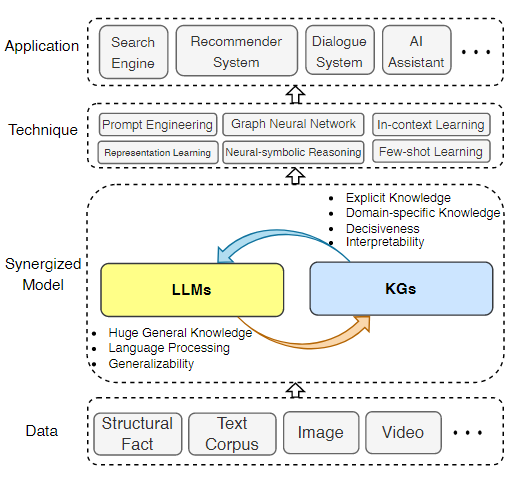 Application
Search
Engine
Recommender
System
Dialogue
System
AI
Assistant
Technique
Prompt Engineering
Graph Neural Network
In-context Learning
Representation Learning
Neural-symbolic Reasoning
Few-shot Learning
Synergized
Model
• Explicit Knowledge
• Domain-specific Knowledge
• Decisiveness
• Interpretability
LLMs
KGs
• Huge General Knowledge
• Language Processing
• Generalizability
Data
Structural
Fact
Text
Corpus
Image
Video